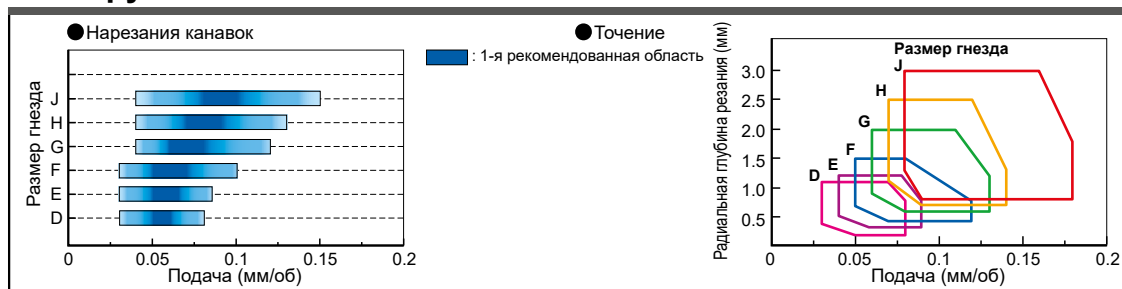 ● Нарезания канавок
● Точение
: 1-я рекомендованная область
Размер гнезда
J
H
G
F
E
D
0
0.05
0.1
0.15
0.2
Подача (мм/об)
Радиальная глубина резания (мм)
Размер гнезда
3.0
2.5
2.0
1.5
1.0
0.5
J
H
G
F
E
D
0
0.05
0.1
0.15
0.2
Подача (мм/об)